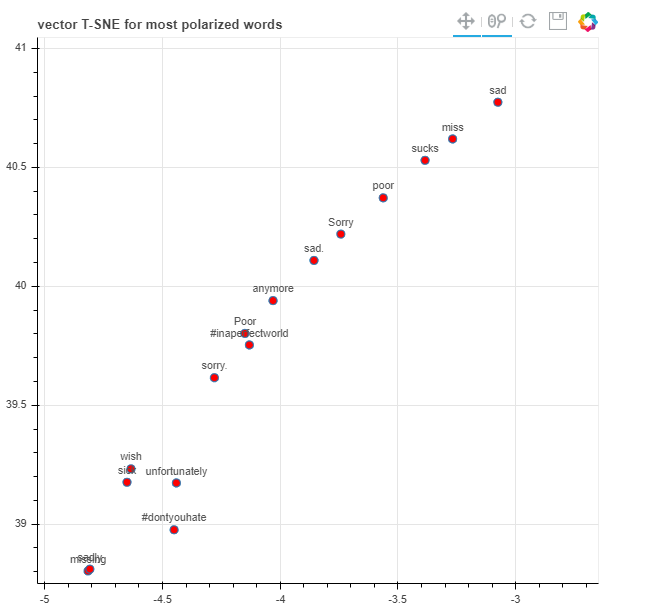 vector T-SNE for most polarized words
41
sad
miss
sucks
40.5
poor
Sorry
sad.
40
anymore
Poor
#inaperfectworld
sorry.
39.5
wish
sick
unfortunately
#dontyouhate
39
sadly
missing
-5
-4.5
-4
-3.5
-3